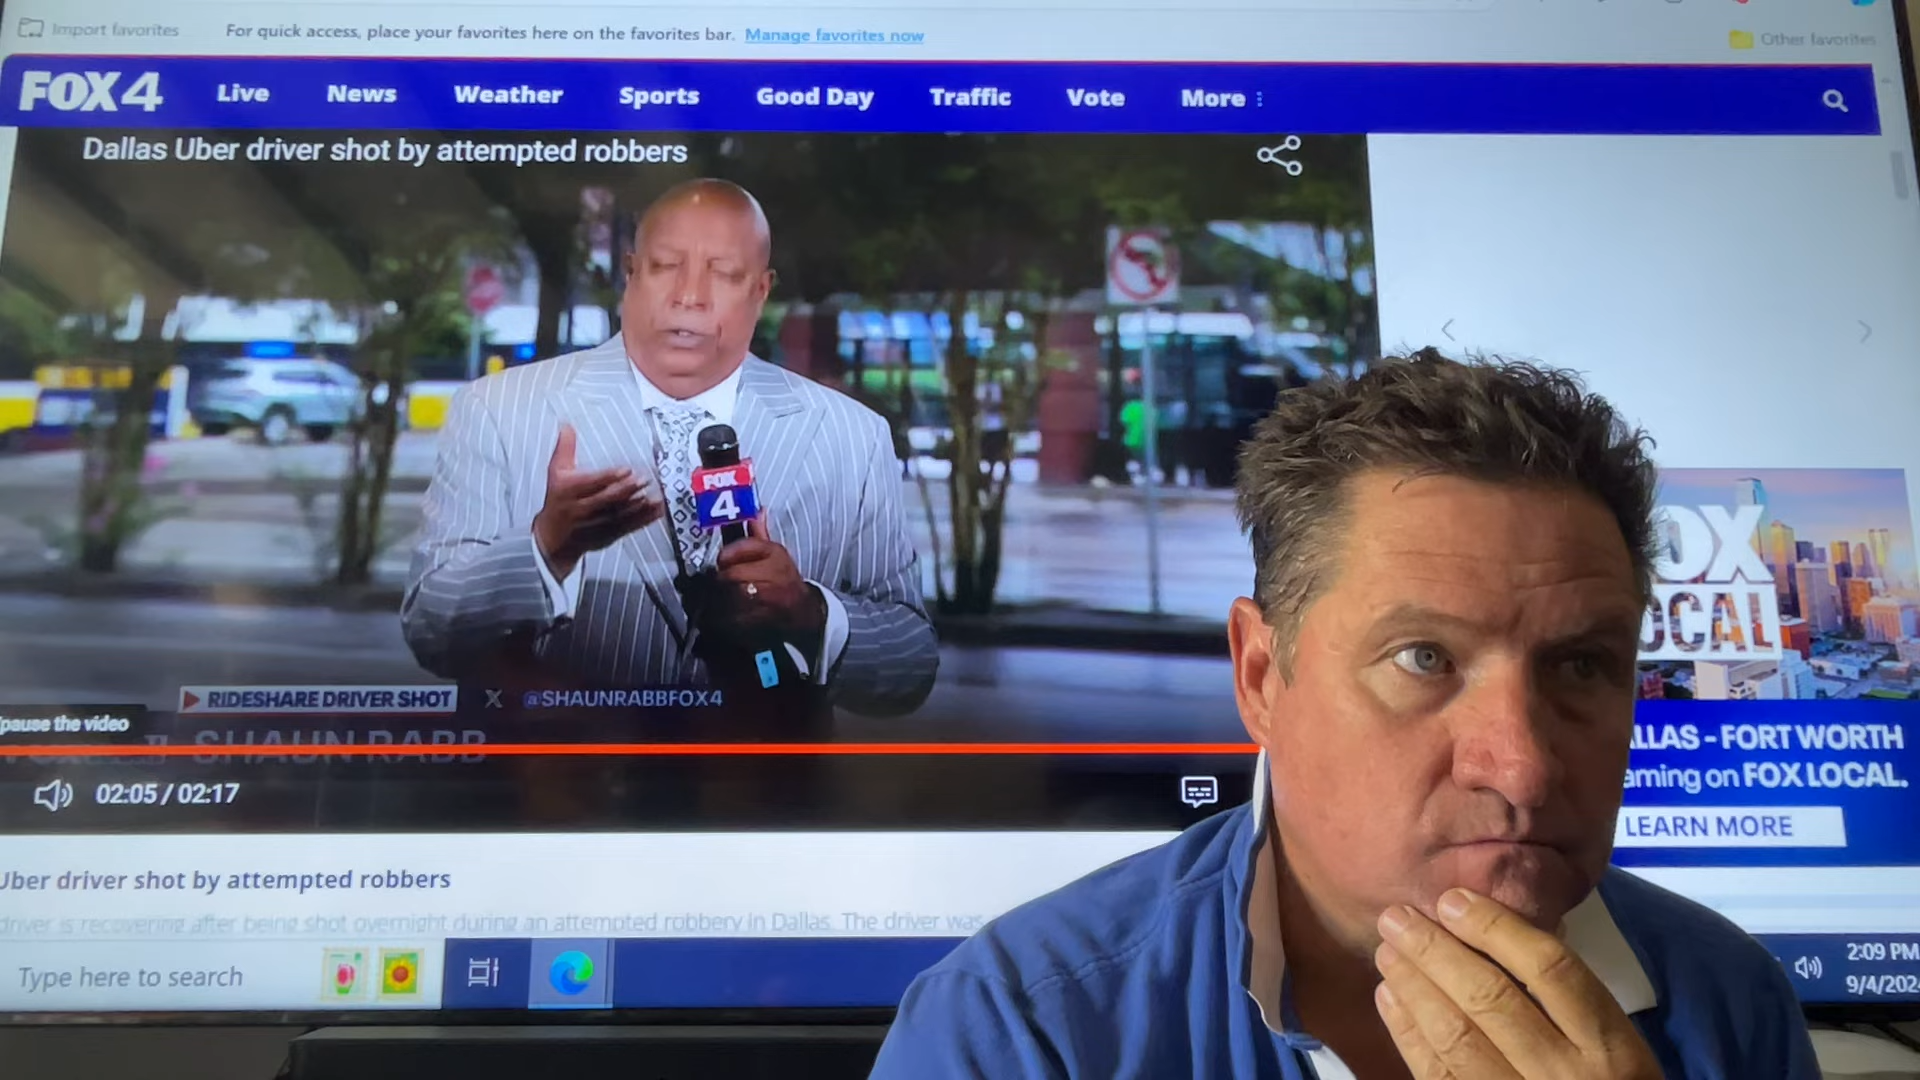 Import favorites For quick access, place your favorites here on the favorites bar. Manage favorites now Other favorites
FOX 4 Live News Weather Sports Good Day Traffic Vote More
Dallas Uber driver shot by attempted robbers
FOX
4
RIDESHARE DRIVER SHOT X @SHAUNRABBFOX4
pause the video
SHAUN RABB
02:05 / 02:17
OX
OCAL
LLAS - FORT WORTH
aming on FOX LOCAL.
LEARN MORE
Uber driver shot by attempted robbers
driver is recovering after being shot overnight during an attempted robbery in Dallas. The driver was
Type here to search
2:09 PM
9/4/202